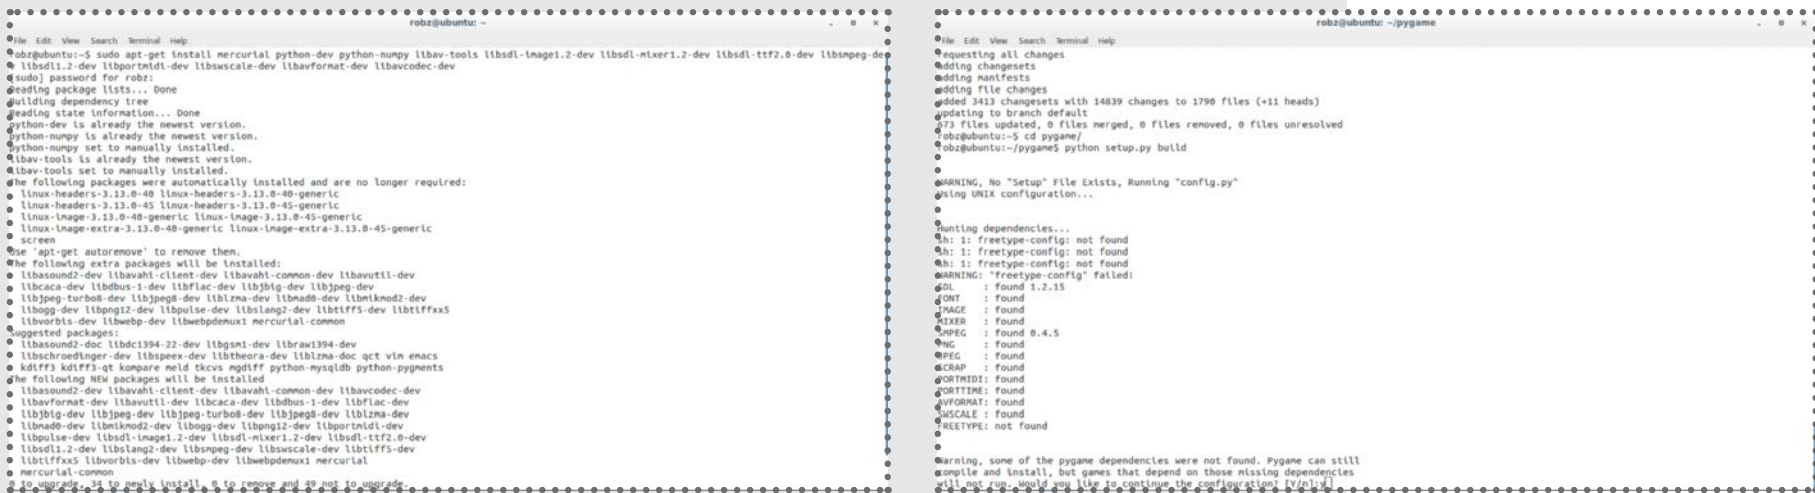 robz@ubuntu: ~
File Edit View Search Terminal Help
robz@ubuntu:~$ sudo apt-get install mercurial python-dev python-numpy libav-tools libsdl-image1.2-dev libsdl-mixer1.2-dev libsdl-ttf2.0-dev libsmpeg-de
v libsdl1.2-dev libportmidi-dev libswscale-dev libavformat-dev libavcodec-dev
[sudo] password for robz:
Reading package lists... Done
Building dependency tree
Reading state information... Done
python-dev is already the newest version.
python-numpy is already the newest version.
python-numpy set to manually installed.
libav-tools is already the newest version.
libav-tools set to manually installed.
The following packages were automatically installed and are no longer required:
linux-headers-3.13.0-40 linux-headers-3.13.0-40-generic
linux-headers-3.13.0-45 linux-headers-3.13.0-45-generic
linux-image-3.13.0-40-generic linux-image-3.13.0-45-generic
linux-image-extra-3.13.0-40-generic linux-image-extra-3.13.0-45-generic
screen
Use 'apt-get autoremove' to remove them.
The following extra packages will be installed:
libasound2-dev libavahi-client-dev libavahi-common-dev libavutil-dev
libcaca-dev libdbus-1-dev libflac-dev libjbig-dev libjpeg-dev
libjpeg-turbo8-dev libjpeg8-dev liblzma-dev libmad0-dev libmikmod2-dev
libogg-dev libpng12-dev libpulse-dev libslang2-dev libtiff5-dev libtiffxx5
libvorbis-dev libwebp-dev libwebpdemux1 mercurial-common
Suggested packages:
libasound2-doc libdc1394-22-dev libgsm1-dev libraw1394-dev
libschroedinger-dev libspeex-dev libtheora-dev liblzma-doc qct vim emacs
kdiff3 kdiff3-qt kompare meld tkcvs mgdiff python-mysqldb python-pygments
The following NEW packages will be installed
libasound2-dev libavahi-client-dev libavahi-common-dev libavcodec-dev
libavformat-dev libavutil-dev libcaca-dev libdbus-1-dev libflac-dev
libjbig-dev libjpeg-dev libjpeg-turbo8-dev libjpeg8-dev liblzma-dev
libmad0-dev libmikmod2-dev libogg-dev libpng12-dev libportmidi-dev
libpulse-dev libsdl-image1.2-dev libsdl-mixer1.2-dev libsdl-ttf2.0-dev
libsdl1.2-dev libslang2-dev libsmpeg-dev libswscale-dev libtiff5-dev
libtiffxx5 libvorbis-dev libwebp-dev libwebpdemux1 mercurial
mercurial-common
0 to upgrade, 34 to newly install, 0 to remove and 49 not to upgrade.
robz@ubuntu: ~/pygame
File Edit View Search Terminal Help
requesting all changes
adding changesets
adding manifests
adding file changes
added 3413 changesets with 14839 changes to 1790 files (+11 heads)
updating to branch default
673 files updated, 0 files merged, 0 files removed, 0 files unresolved
robz@ubuntu:~$ cd pygame/
robz@ubuntu:~/pygame$ python setup.py build
WARNING, No "Setup" File Exists, Running "config.py"
Using UNIX configuration...
Hunting dependencies...
sh: 1: freetype-config: not found
sh: 1: freetype-config: not found
sh: 1: freetype-config: not found
WARNING: "freetype-config" failed!
SDL : found 1.2.15
FONT : found
IMAGE : found
MIXER : found
SMPEG : found 0.4.5
PNG : found
JPEG : found
SCRAP : found
PORTMIDI: found
PORTTIME: found
AVFORMAT: found
SWSCALE : found
FREETYPE: not found
Warning, some of the pygame dependencies were not found. Pygame can still
compile and install, but games that depend on those missing dependencies
will not run. Would you like to continue the configuration? [Y/n]:y